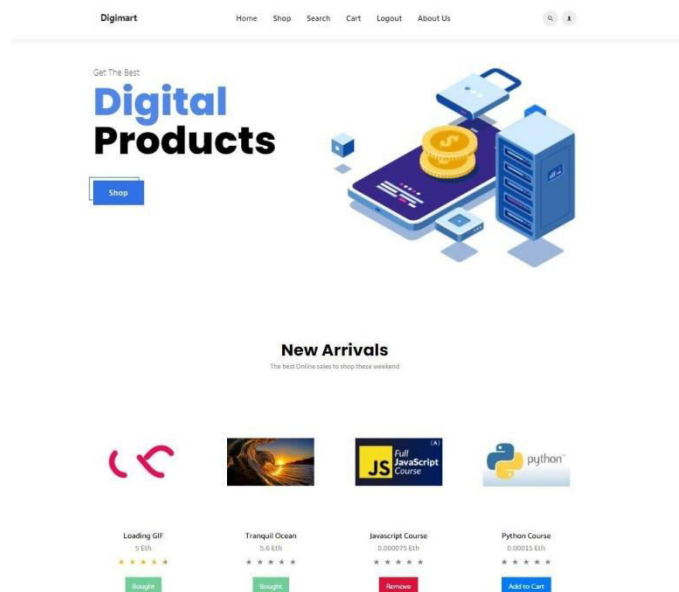 Digimart
Home Shop Search Cart Logout About Us
Get The Best
Digital
Products
Shop
New Arrivals
The best Online sales to shop these weekend
Full
JavaScript
Course
[A]
JS
python
Loading GIF
5 Eth
Tranquil Ocean
5.6 Eth
Javascript Course
0.000075 Eth
Python Course
0.00015 Eth
Bought
Bought
Remove
Add to Cart